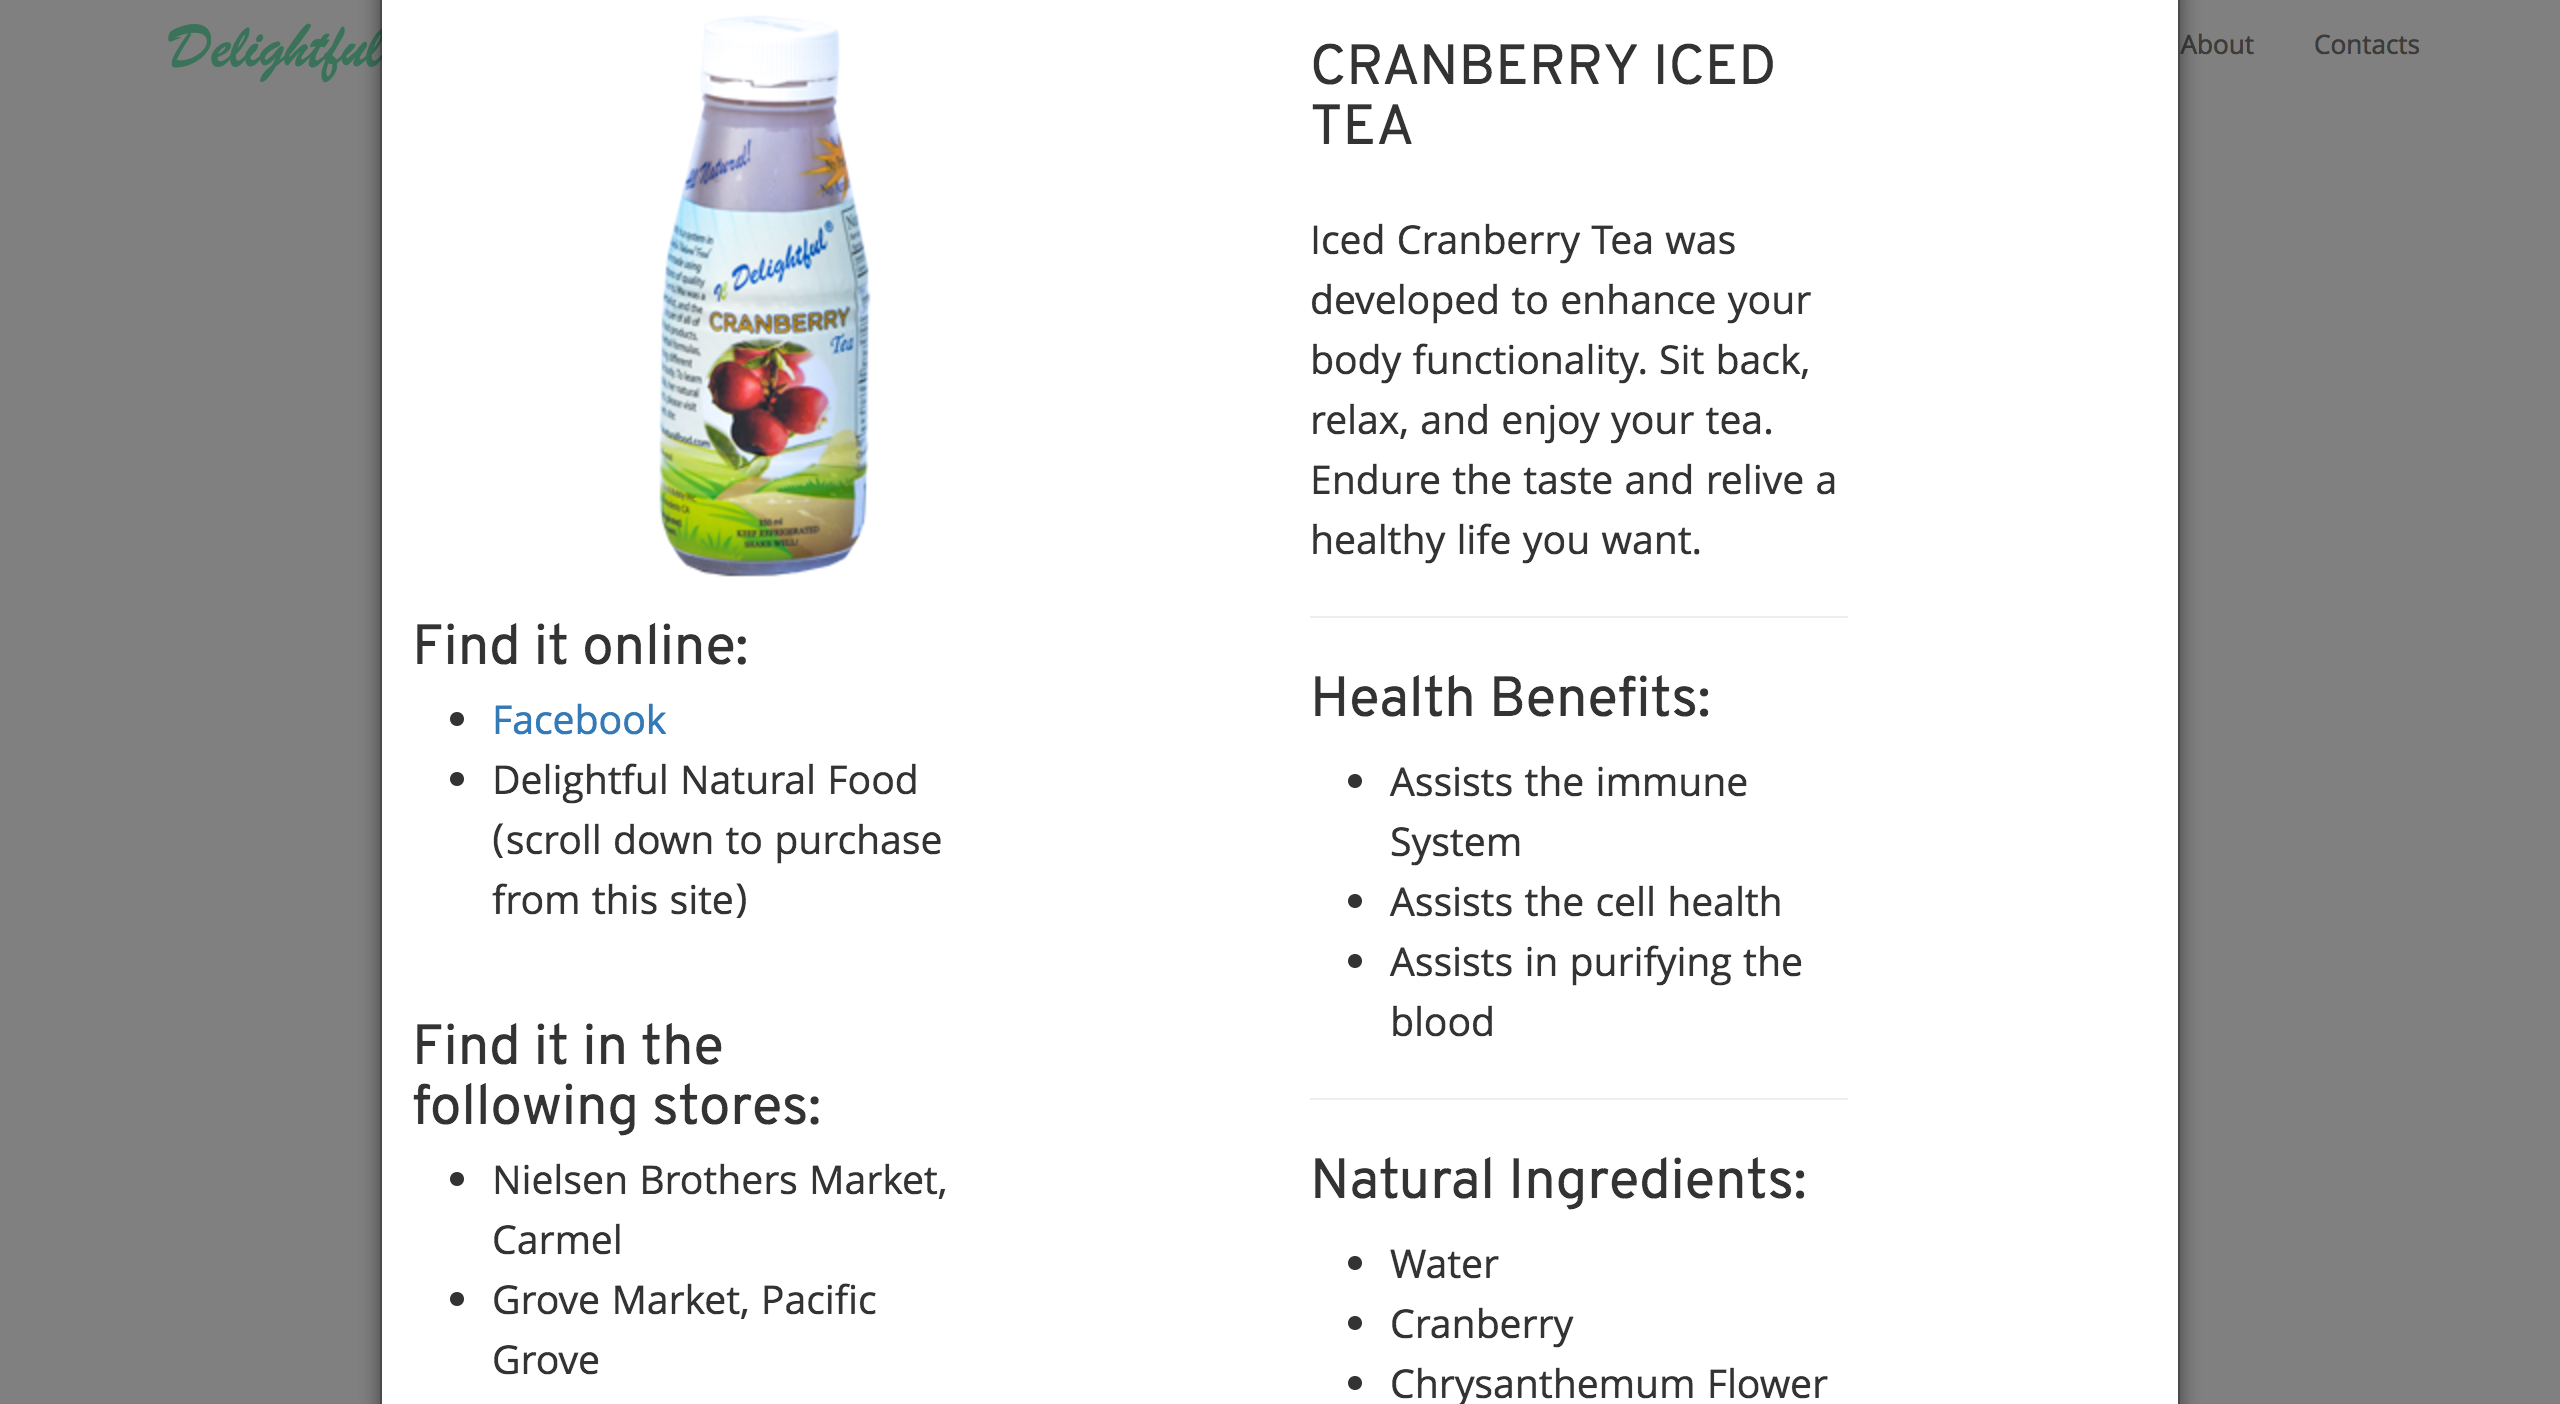 Delightful
About
Contacts
All Natural!
Delightful®
CRANBERRY
Tea
KEEP REFRIGERATED
SHAKE WELL!
Find it online:
Facebook
Delightful Natural Food
(scroll down to purchase
from this site)
Find it in the
following stores:
Nielsen Brothers Market,
Carmel
Grove Market, Pacific
Grove
CRANBERRY ICED
TEA
Iced Cranberry Tea was
developed to enhance your
body functionality. Sit back,
relax, and enjoy your tea.
Endure the taste and relive a
healthy life you want.
Health Benefits:
Assists the immune
System
Assists the cell health
Assists in purifying the
blood
Natural Ingredients:
Water
Cranberry
Chrysanthemum Flower